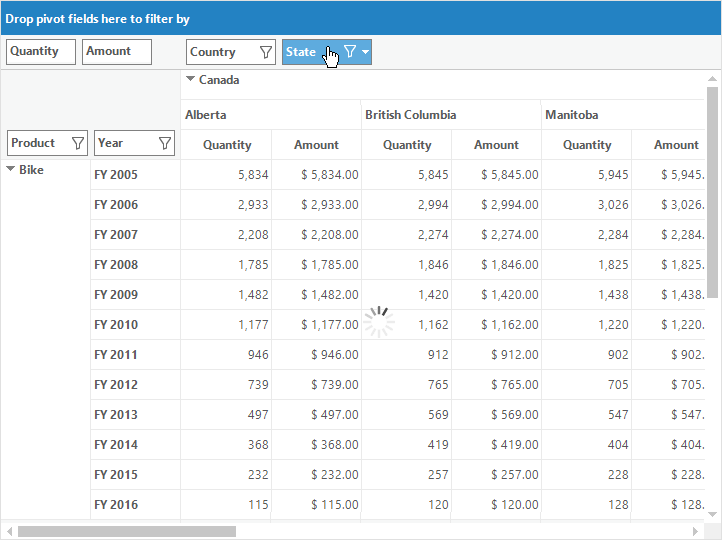 Drop pivot fields here to filter by
Quantity Amount Country State
Canada
Alberta British Columbia Manitoba
Product Year Quantity Amount Quantity Amount Quantity Amount
Bike FY 2005 5,834 $ 5,834.00 5,845 $ 5,845.00 5,945 $ 5,945.
FY 2006 2,933 $ 2,933.00 2,994 $ 2,994.00 3,026 $ 3,026.
FY 2007 2,208 $ 2,208.00 2,274 $ 2,274.00 2,284 $ 2,284.
FY 2008 1,785 $ 1,785.00 1,846 $ 1,846.00 1,825 $ 1,825.
FY 2009 1,482 $ 1,482.00 1,420 $ 1,420.00 1,438 $ 1,438.
FY 2010 1,177 $ 1,177.00 1,162 $ 1,162.00 1,220 $ 1,220.
FY 2011 946 $ 946.00 912 $ 912.00 902 $ 902.
FY 2012 739 $ 739.00 765 $ 765.00 705 $ 705.
FY 2013 497 $ 497.00 569 $ 569.00 547 $ 547.
FY 2014 368 $ 368.00 419 $ 419.00 404 $ 404.
FY 2015 232 $ 232.00 257 $ 257.00 228 $ 228.
FY 2016 115 $ 115.00 120 $ 120.00 128 $ 128.